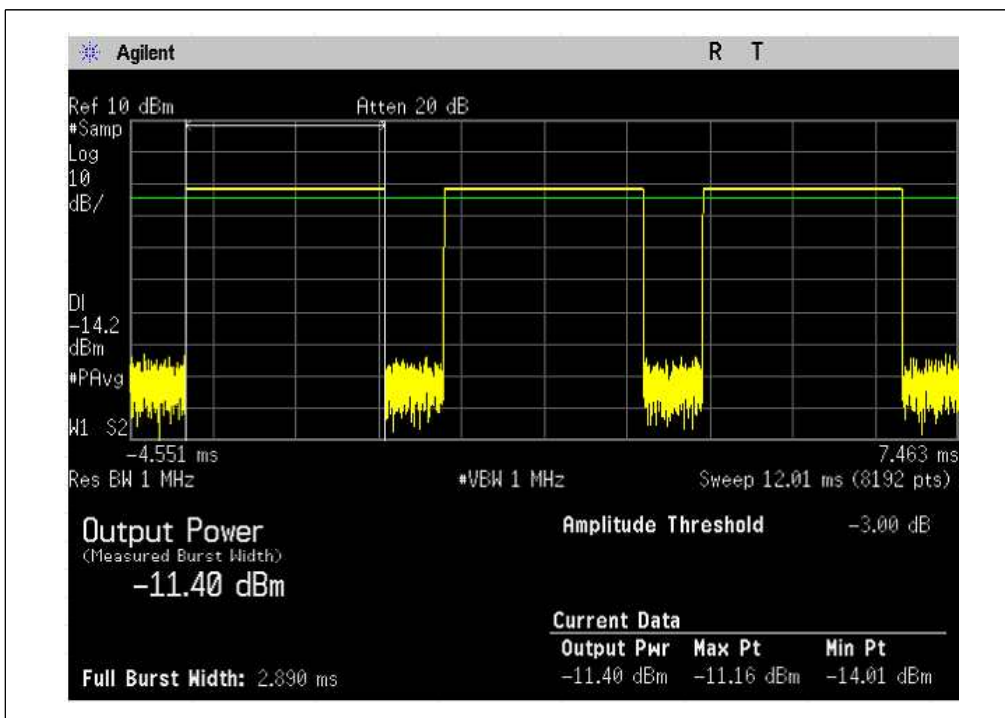 Agilent R T
Ref 10 dBm Atten 20 dB
#Samp
Log
10
dB/
DI
-14.2
dBm
#PAvg
W1 S2
-4.551 ms 7.463 ms
Res BW 1 MHz #VBW 1 MHz Sweep 12.01 ms (8192 pts)
Output Power
(Measured Burst Width)
-11.40 dBm
Amplitude Threshold -3.00 dB
Current Data
Output Pwr Max Pt Min Pt
-11.40 dBm -11.16 dBm -14.01 dBm
Full Burst Width: 2.890 ms